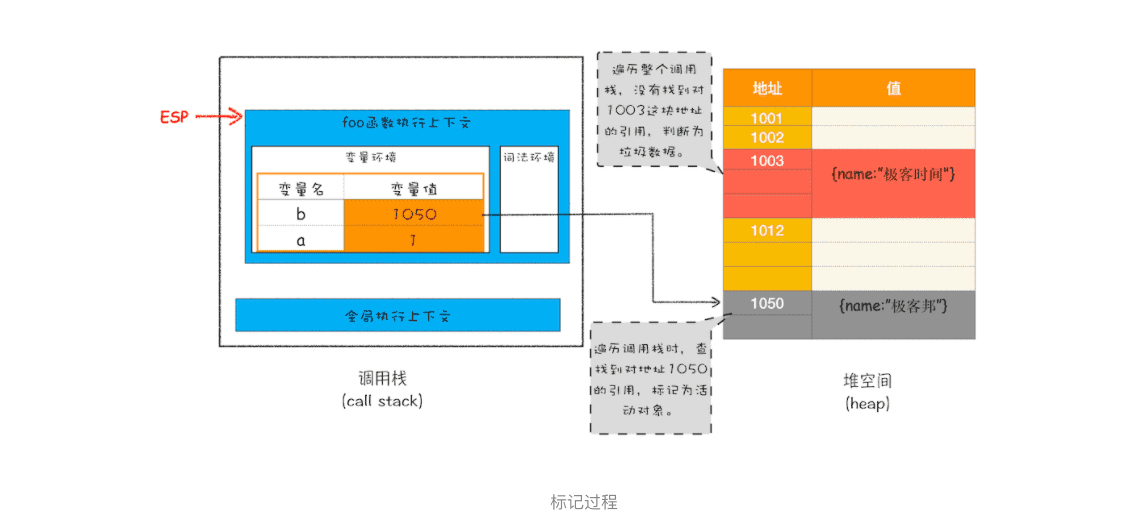 ESP
foo函数执行上下文
变量环境
词法环境
变量名 变量值
b 1050
a 1
全局执行上下文
调用栈
(call stack)
遍历整个调用
栈，没有找到对
1003这块地址
的引用，判断为
垃圾数据。
遍历调用栈时，查
找到对地址1050
的引用，标记为活
动对象。
地址 值
1001
1002
1003
{name:"极客时间"}
1012
1050 {name:"极客邦"}
堆空间
(heap)
标记过程